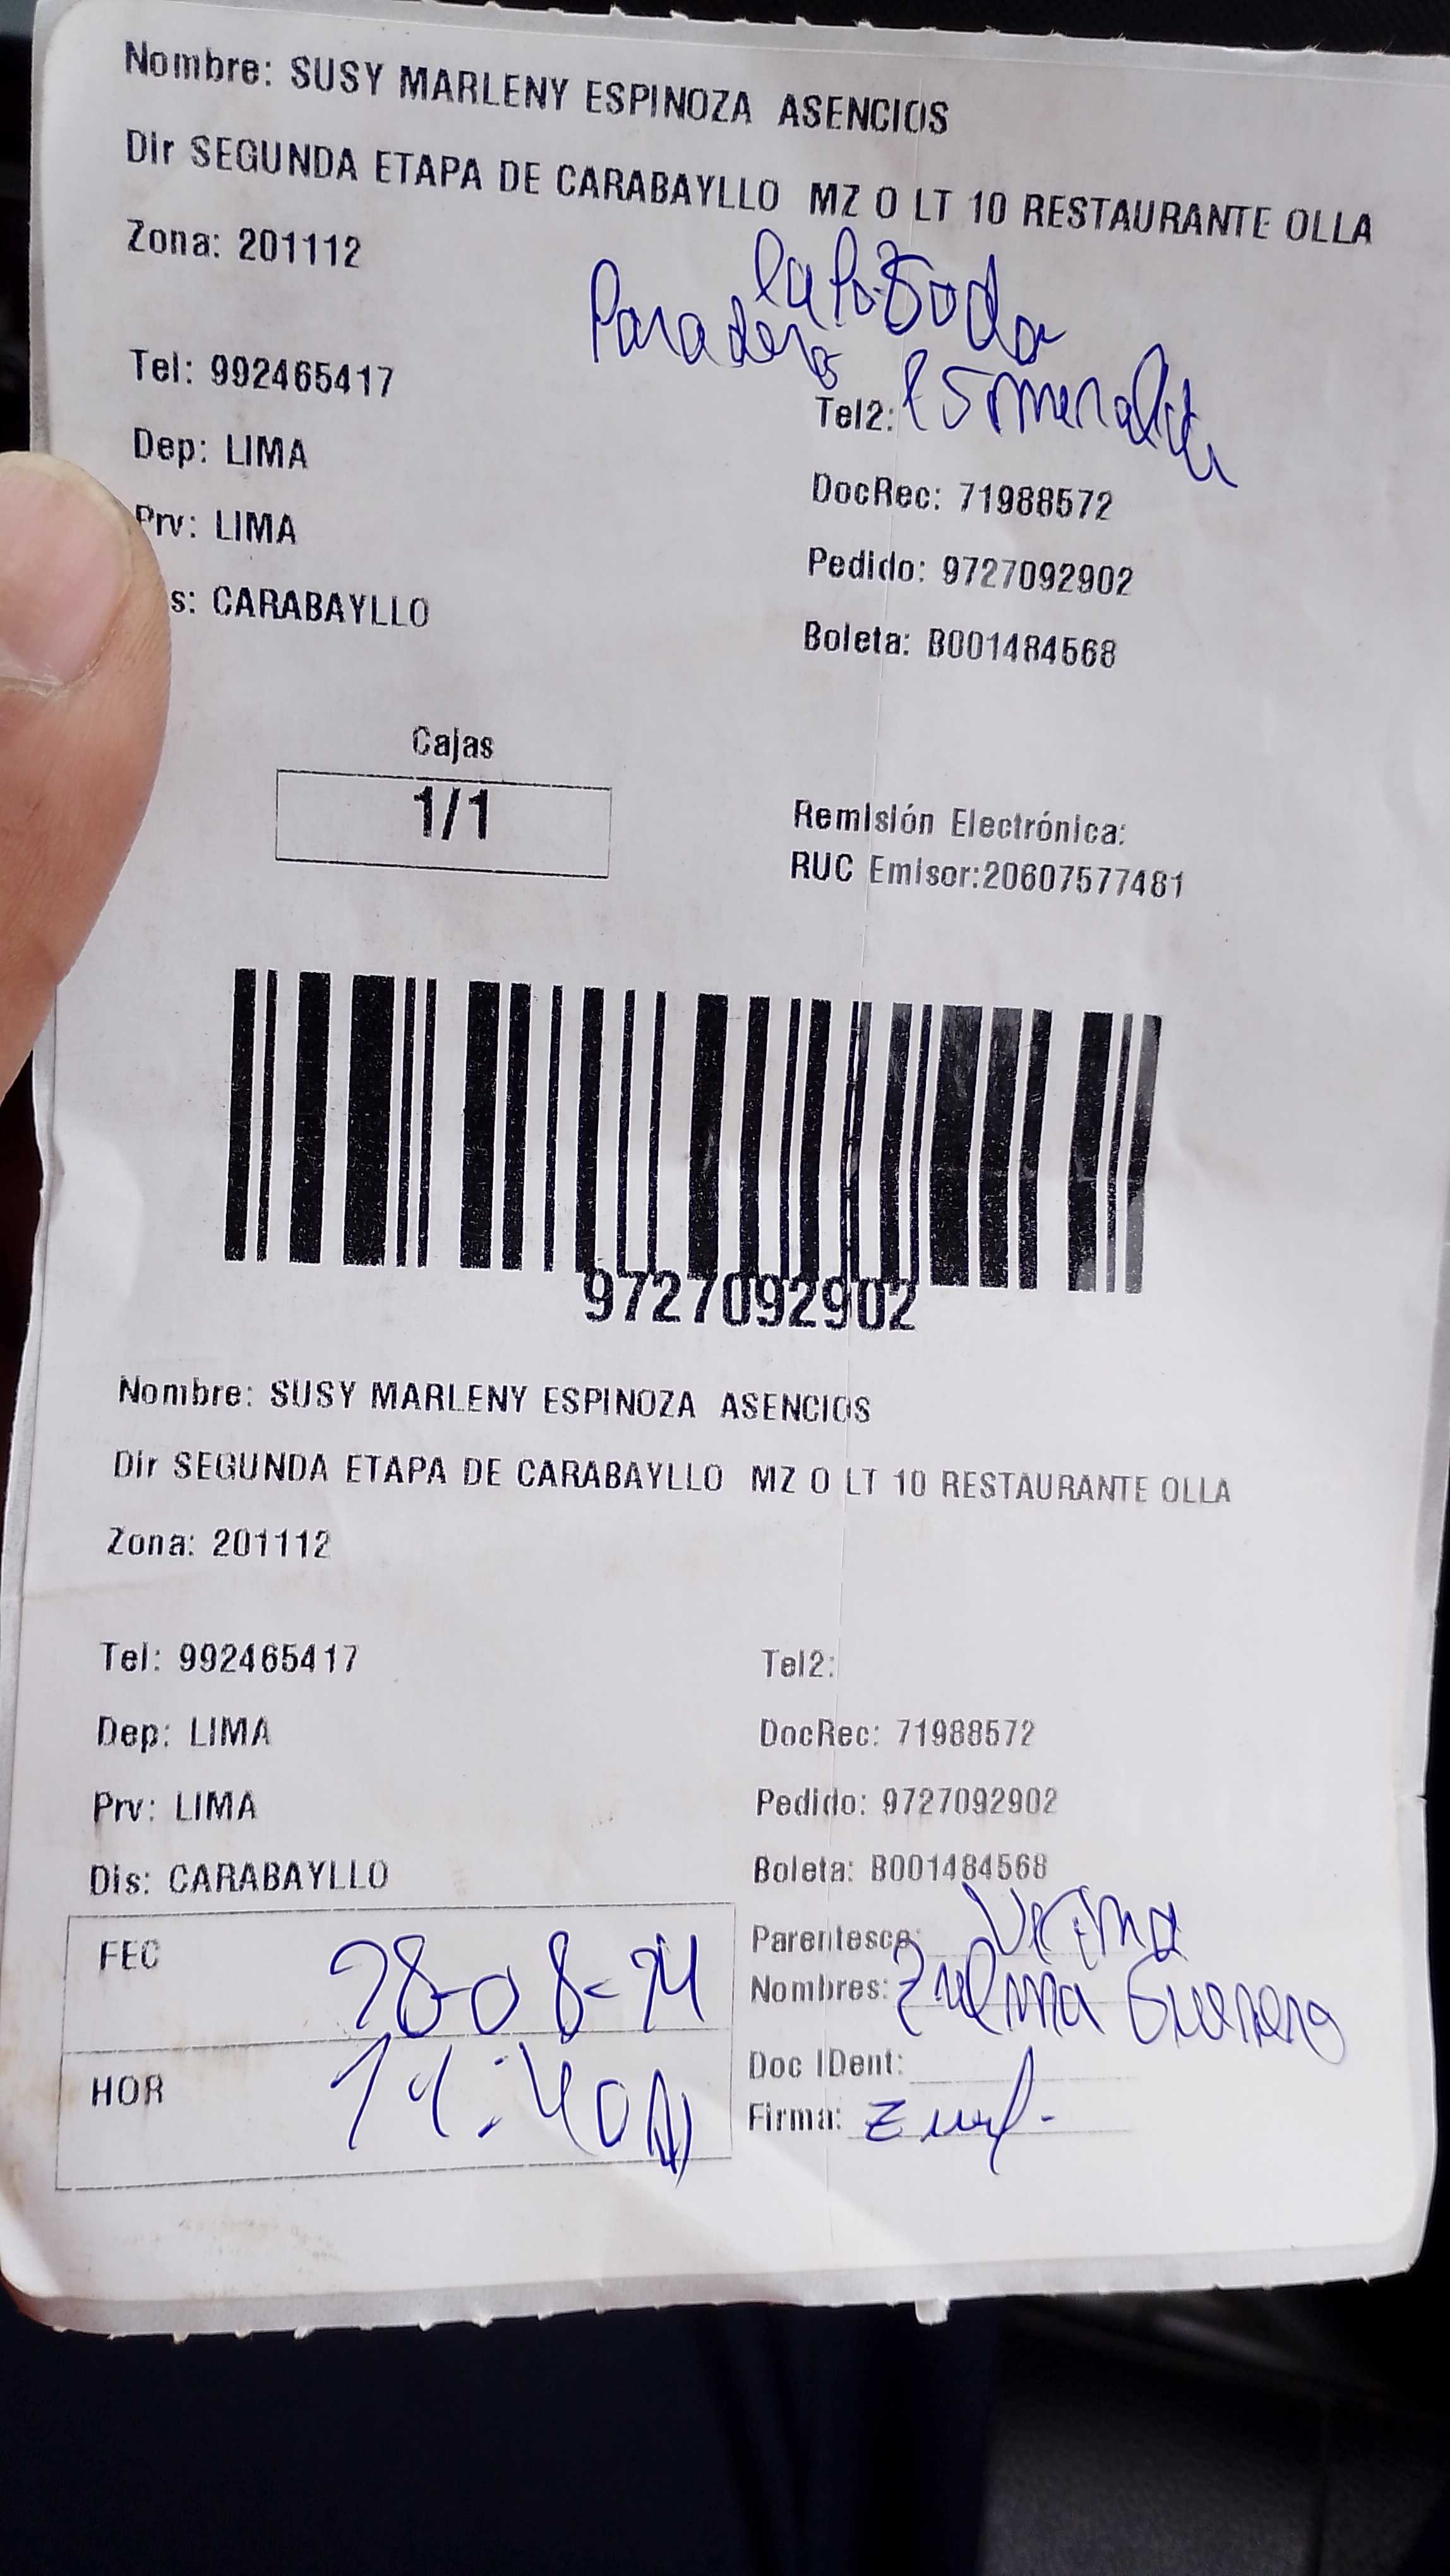 Nombre: SUSY MARLENY ESPINOZA ASENCIOS
Dir SEGUNDA ETAPA DE CARABAYLLO MZ O LT 10 RESTAURANTE OLLA
Zona: 201112
Paradero Esmeralda
Tel: 992465417
Tel2:
Dep: LIMA
DocRec: 71988572
Prv: LIMA
Pedido: 9727092902
s: CARABAYLLO
Boleta: B001484568
Cajas
1/1
Remisión Electrónica:
RUC Emisor:20607577481
9727092902
Nombre: SUSY MARLENY ESPINOZA ASENCIOS
Dir SEGUNDA ETAPA DE CARABAYLLO MZ O LT 10 RESTAURANTE OLLA
Zona: 201112
Tel: 992465417
Tel2:
Dep: LIMA
DocRec: 71988572
Prv: LIMA
Pedido: 9727092902
Dis: CARABAYLLO
Boleta: B001484568
FEC 28-08-24
Parentesco:
Nombres: Zulma Guerrero
HOR
Doc IDent:
Firma: